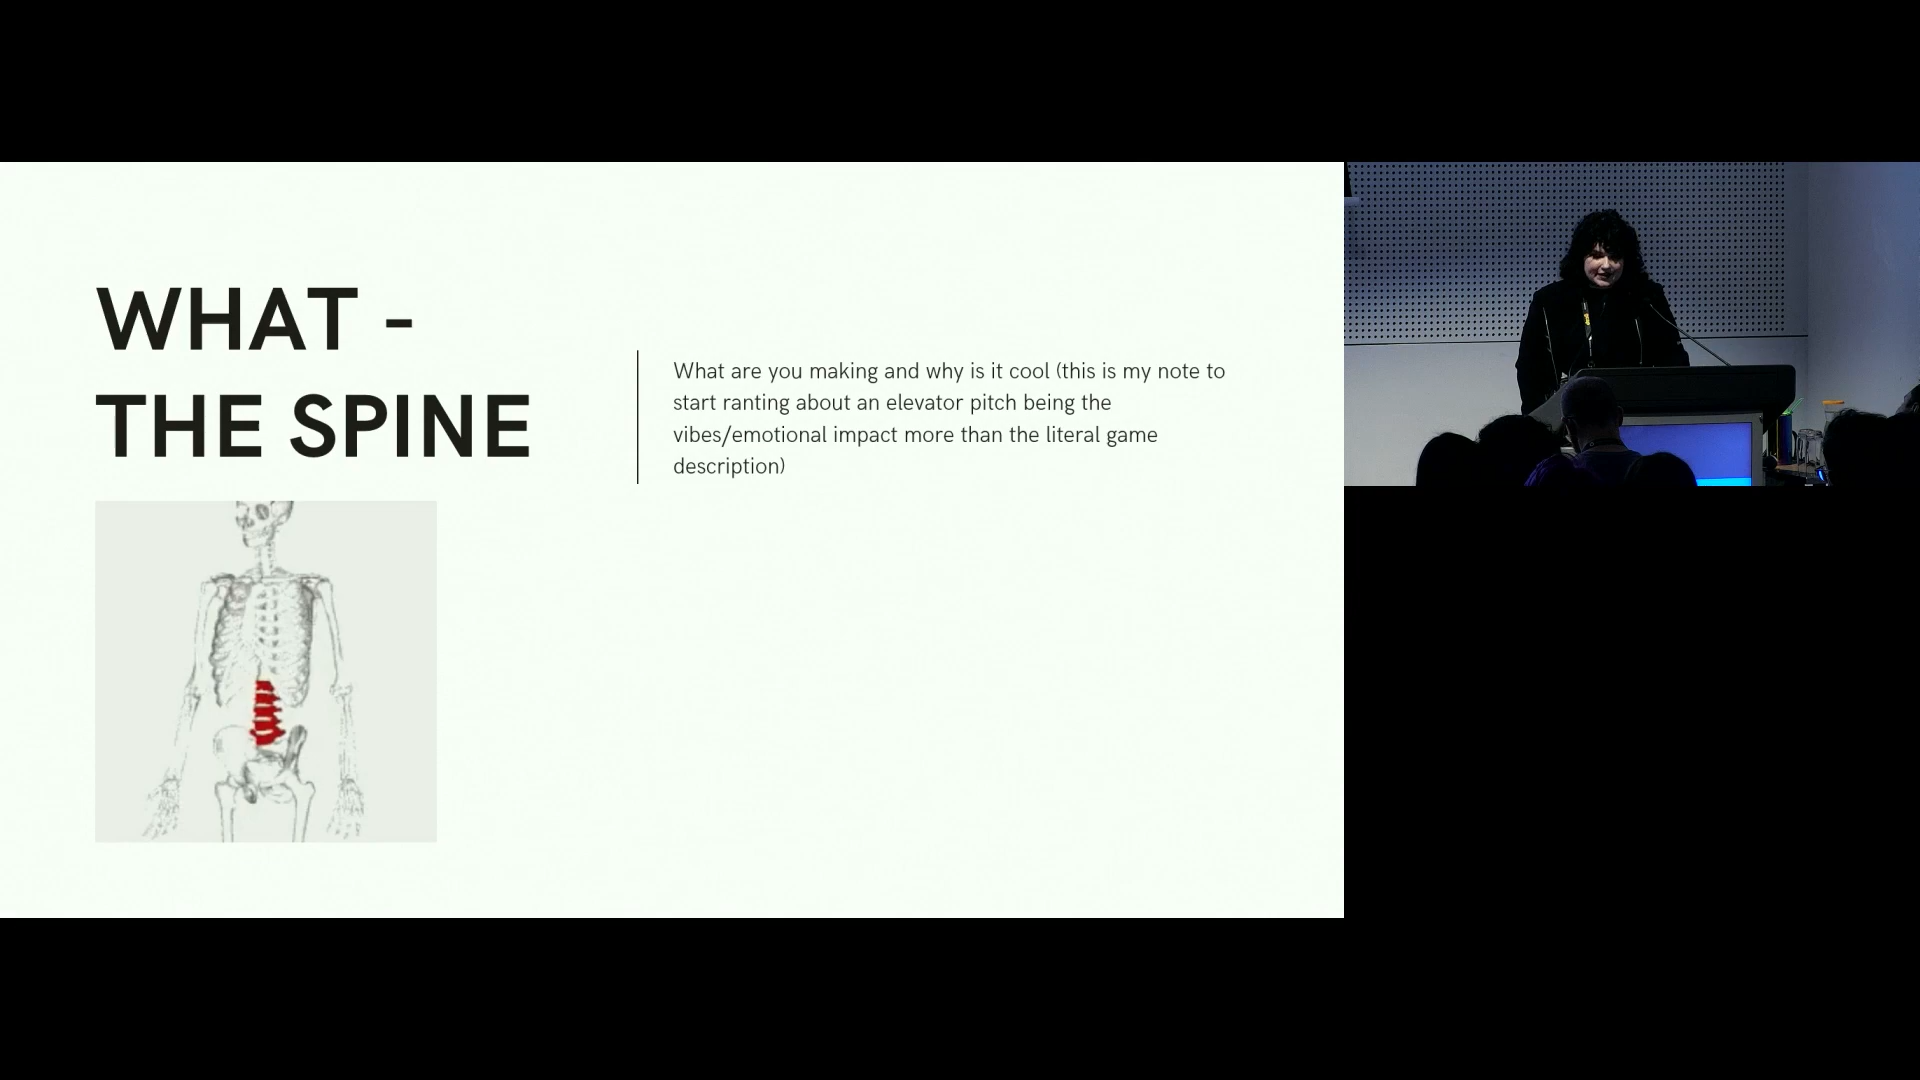 WHAT -
THE SPINE
What are you making and why is it cool (this is my note to
start ranting about an elevator pitch being the
vibes/emotional impact more than the literal game
description)